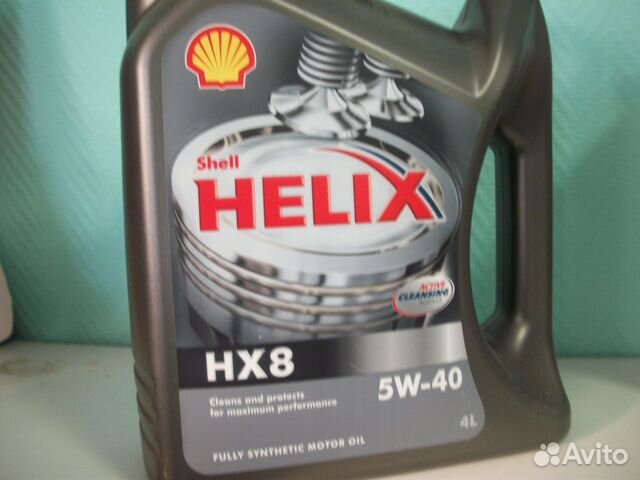 Shell
HELIX
ACTIVE
CLEANSING
AGENTS
HX8
5W-40
Cleans and protects
for maximum performance
4L
FULLY SYNTHETIC MOTOR OIL
Avito